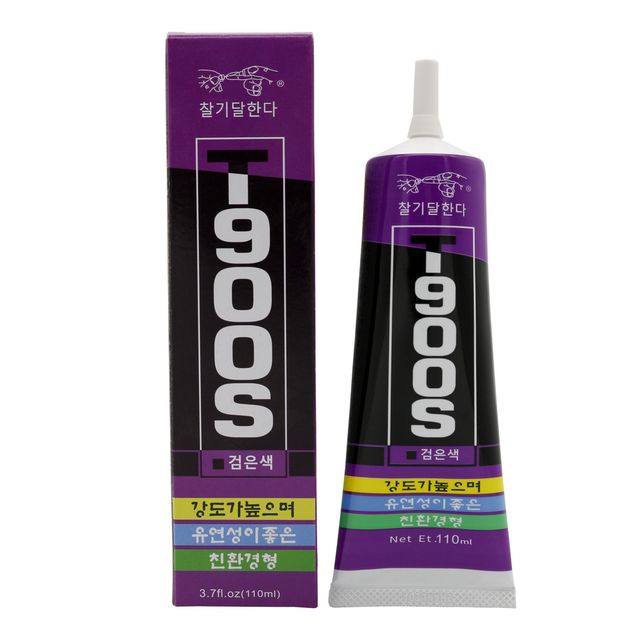 ®
찰기달한다
T900S
검은색
강도가높으며
유연성이좋은
친환경형
3.7fl.oz(110ml)
찰기달한다
T900S
검은색
강도가높으며
유연성이좋은
친환경형
Net Et.110ml